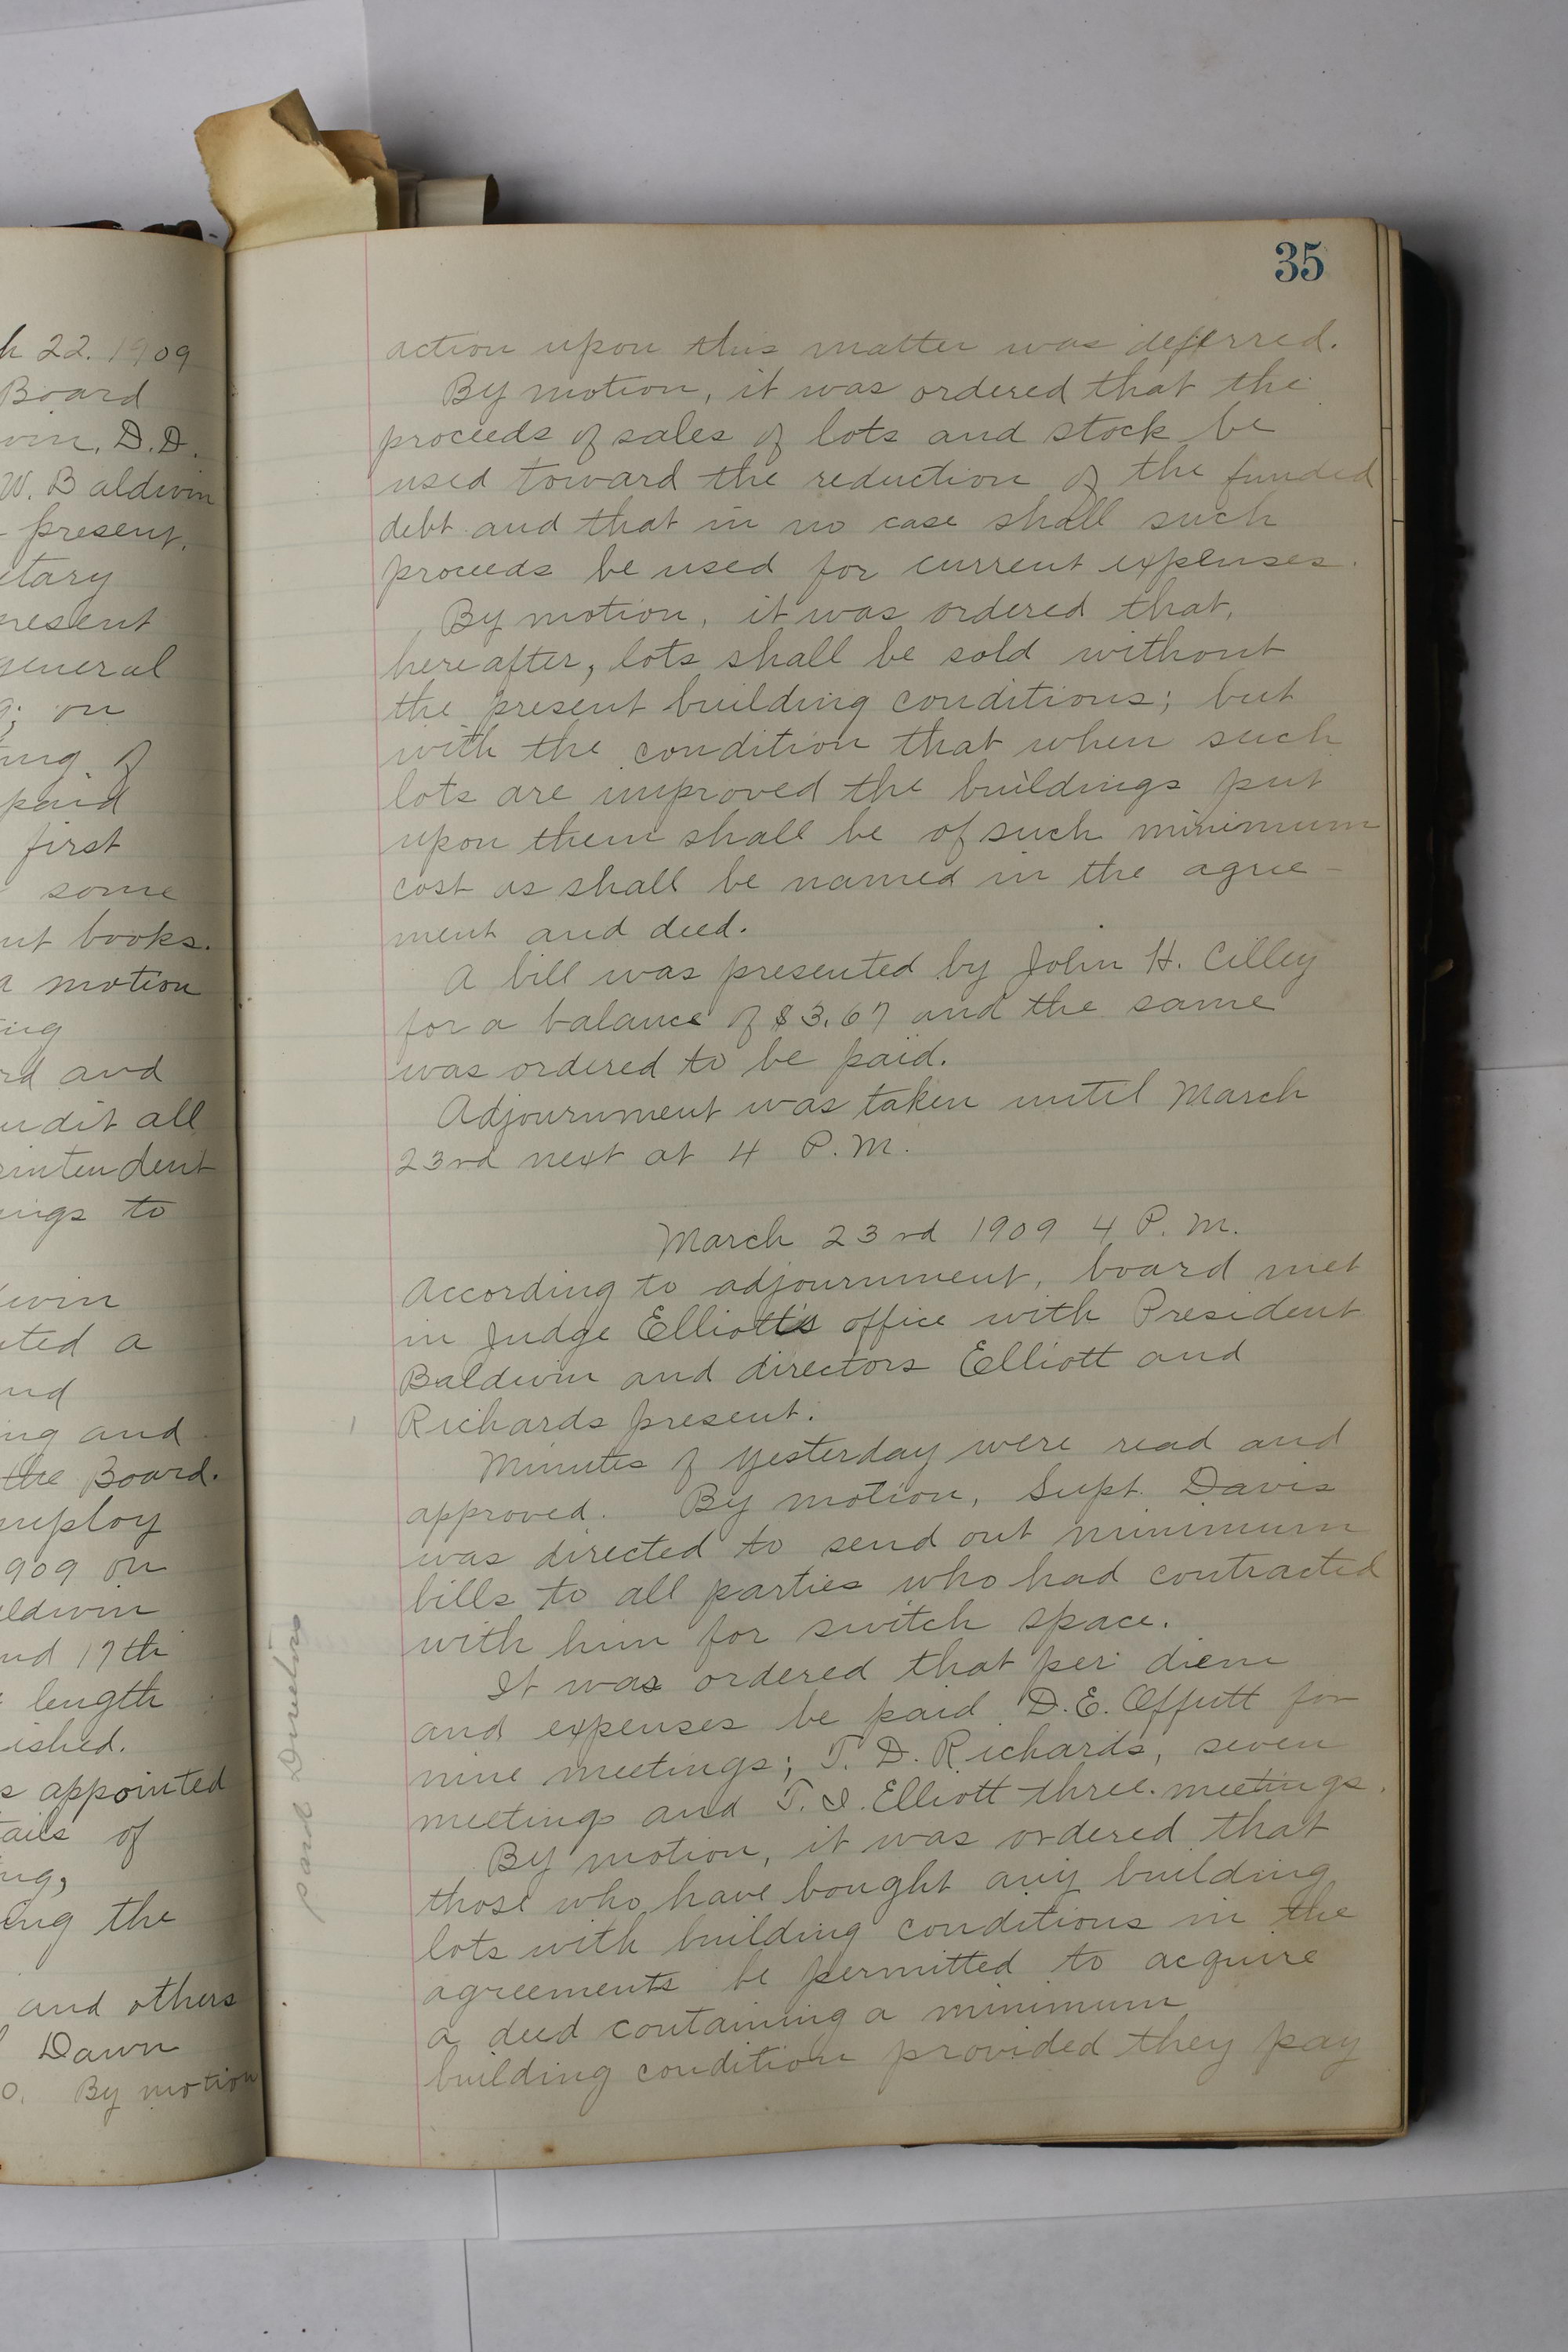 h 22. 1909
Board
win, D.D.
W. Baldwin
present.
etary
resent
general
g; on
ing of
paid
first
some
nt books.
a motion
ing
rd and
udit all
rintendent
ings to
dwin
ted a
nd
ng and
the Board.
mploy
909 on
ldwin
nd 17th
length
ished.
s appointed
ails of
ng,
ling the
and others
Dawn
o. By motion
35
action upon this matter was deferred.
By motion, it was ordered that the
proceeds of sales of lots and stock be
used toward the reduction of the funded
debt and that in no case shall such
proceeds be used for current expenses.
By motion, it was ordered that,
hereafter, lots shall be sold without
the present building conditions; but
with the condition that when such
lots are improved the buildings put
upon them shall be of such minimum
cost as shall be named in the agree-
ment and deed.
A bill was presented by John H. Cilley
for a balance of $3.67 and the same
was ordered to be paid.
Adjournment was taken until March
23rd next at 4 P.M.
March 23rd 1909 4 P.M.
According to adjournment, board met
in Judge Elliott's office with President
Baldwin and directors Elliott and
Richards present.
Minutes of yesterday were read and
approved. By motion, Supt. Davis
was directed to send out minimum
bills to all parties who had contracted
with him for switch space.
It was ordered that per diem
and expenses be paid D.E. Offutt for
nine meetings; T. D. Richards, seven
meetings and T. I. Elliott three meetings.
By motion, it was ordered that
those who have bought any building
lots with building conditions in the
agreements be permitted to acquire
a deed containing a minimum
building condition provided they pay
paid Directors